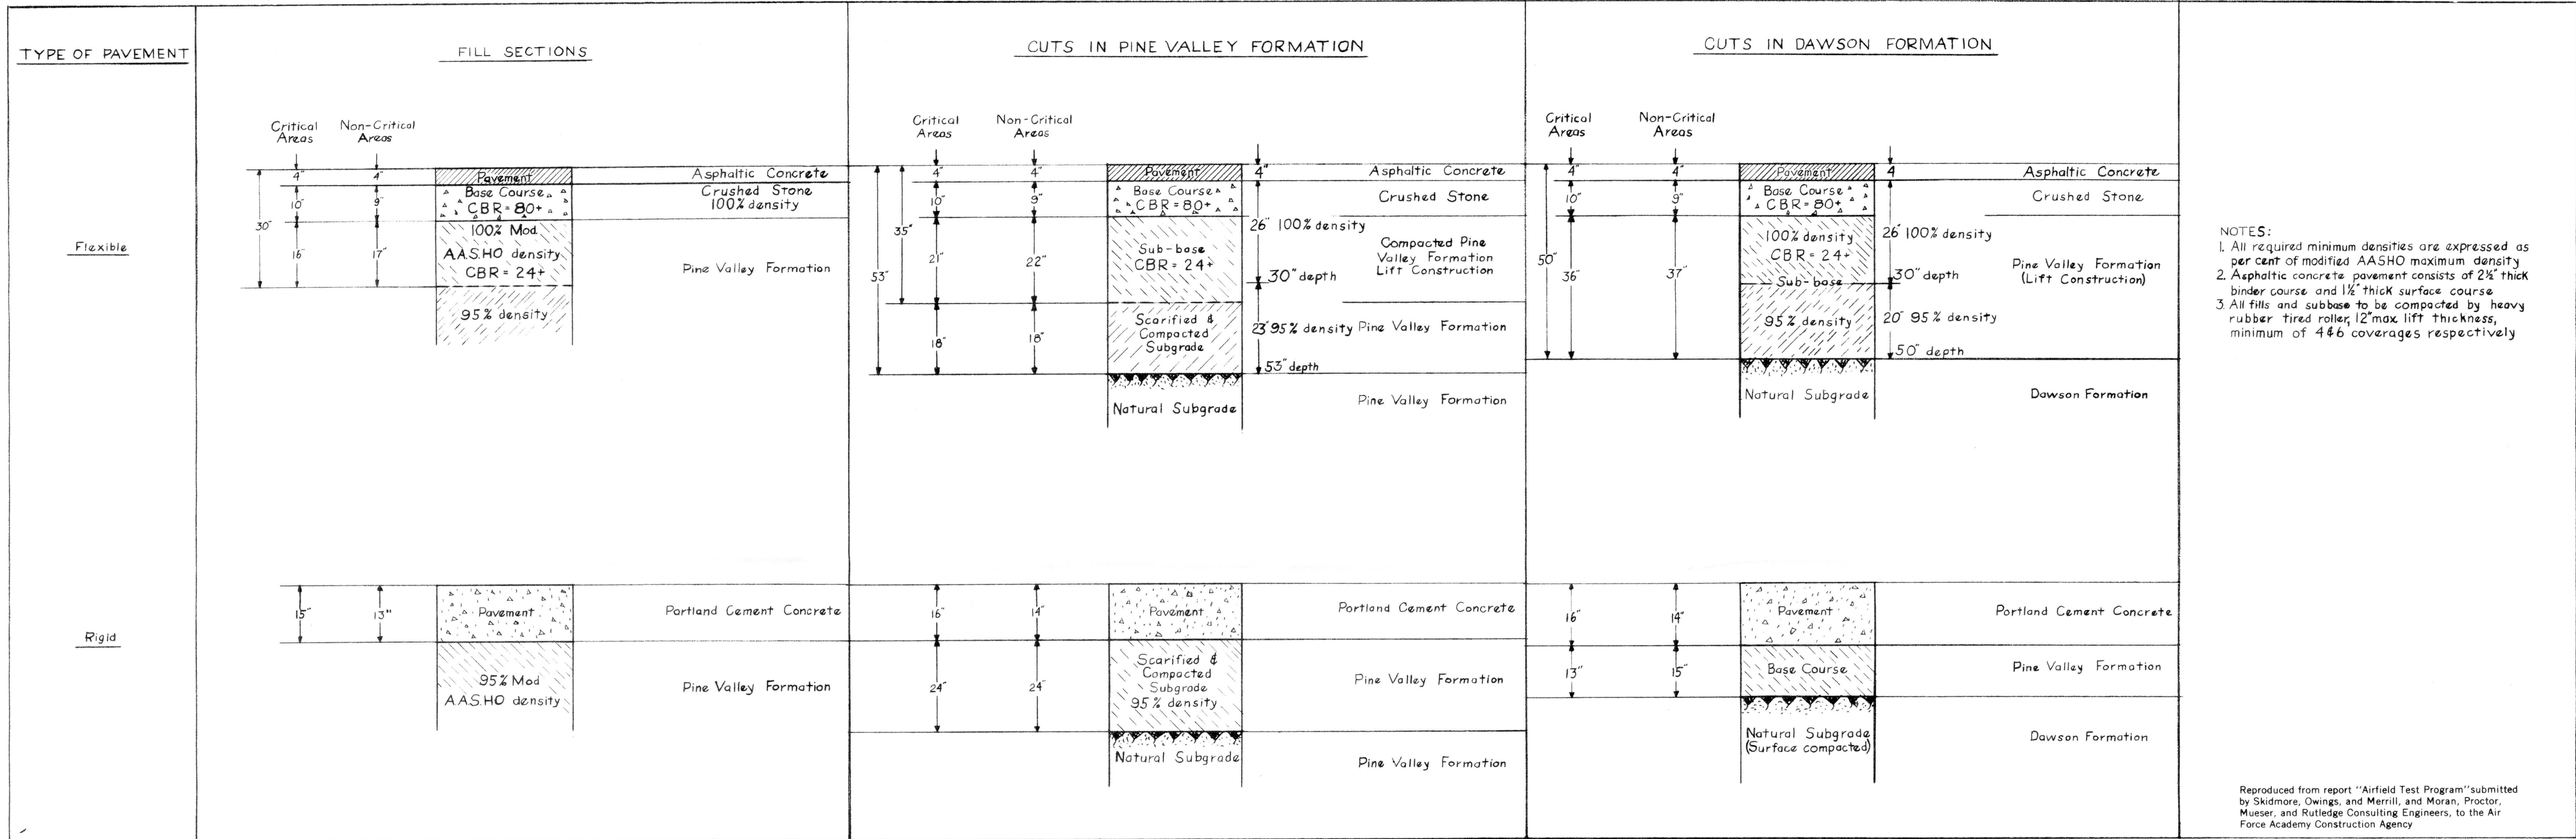 TYPE OF PAVEMENT
FILL SECTIONS
CUTS IN PINE VALLEY FORMATION
CUTS IN DAWSON FORMATION
Flexible
Critical
Areas
Non-Critical
Areas
30"
4"
4"
10"
9"
16"
17"
Pavement
Base Course
CBR = 80+
100% Mod.
A.A.S.H.O density
CBR = 24+
95% density
Asphaltic Concrete
Crushed Stone
100% density
Pine Valley Formation
Critical
Areas
Non-Critical
Areas
53"
35"
4"
4"
10"
9"
21"
22"
18"
18"
Pavement
Base Course
CBR = 80+
Sub-base
CBR = 24+
Scarified &
Compacted
Subgrade
Natural Subgrade
4"
26" 100% density
30" depth
23" 95% density
53" depth
Asphaltic Concrete
Crushed Stone
Compacted Pine
Valley Formation
Lift Construction
Pine Valley Formation
Pine Valley Formation
Critical
Areas
Non-Critical
Areas
50"
4"
4"
10"
9"
36"
37"
Pavement
Base Course
CBR = 80+
100% density
CBR = 24+
Sub-base
95% density
Natural Subgrade
4
26" 100% density
30" depth
20" 95% density
50" depth
Asphaltic Concrete
Crushed Stone
Pine Valley Formation
(Lift Construction)
Dawson Formation
NOTES:
1. All required minimum densities are expressed as
per cent of modified AASHO maximum density
2. Asphaltic concrete pavement consists of 2½" thick
binder course and 1½" thick surface course
3. All fills and subbase to be compacted by heavy
rubber tired roller, 12" max. lift thickness,
minimum of 4 & 6 coverages respectively
Rigid
15"
13"
Pavement
95% Mod
A.A.S.H.O density
Portland Cement Concrete
Pine Valley Formation
16"
14"
24"
24"
Pavement
Scarified &
Compacted
Subgrade
95% density
Natural Subgrade
Portland Cement Concrete
Pine Valley Formation
Pine Valley Formation
16"
14"
13"
15"
Pavement
Base Course
Natural Subgrade
(Surface compacted)
Portland Cement Concrete
Pine Valley Formation
Dawson Formation
Reproduced from report "Airfield Test Program" submitted
by Skidmore, Owings, and Merrill, and Moran, Proctor,
Mueser, and Rutledge Consulting Engineers, to the Air
Force Academy Construction Agency